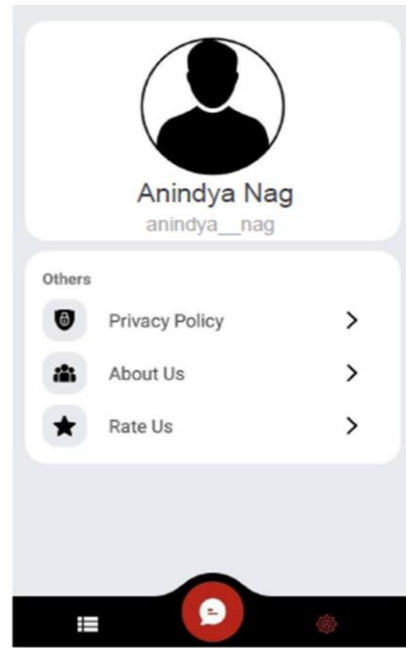 Anindya Nag
anindya__nag
Others
Privacy Policy
About Us
Rate Us